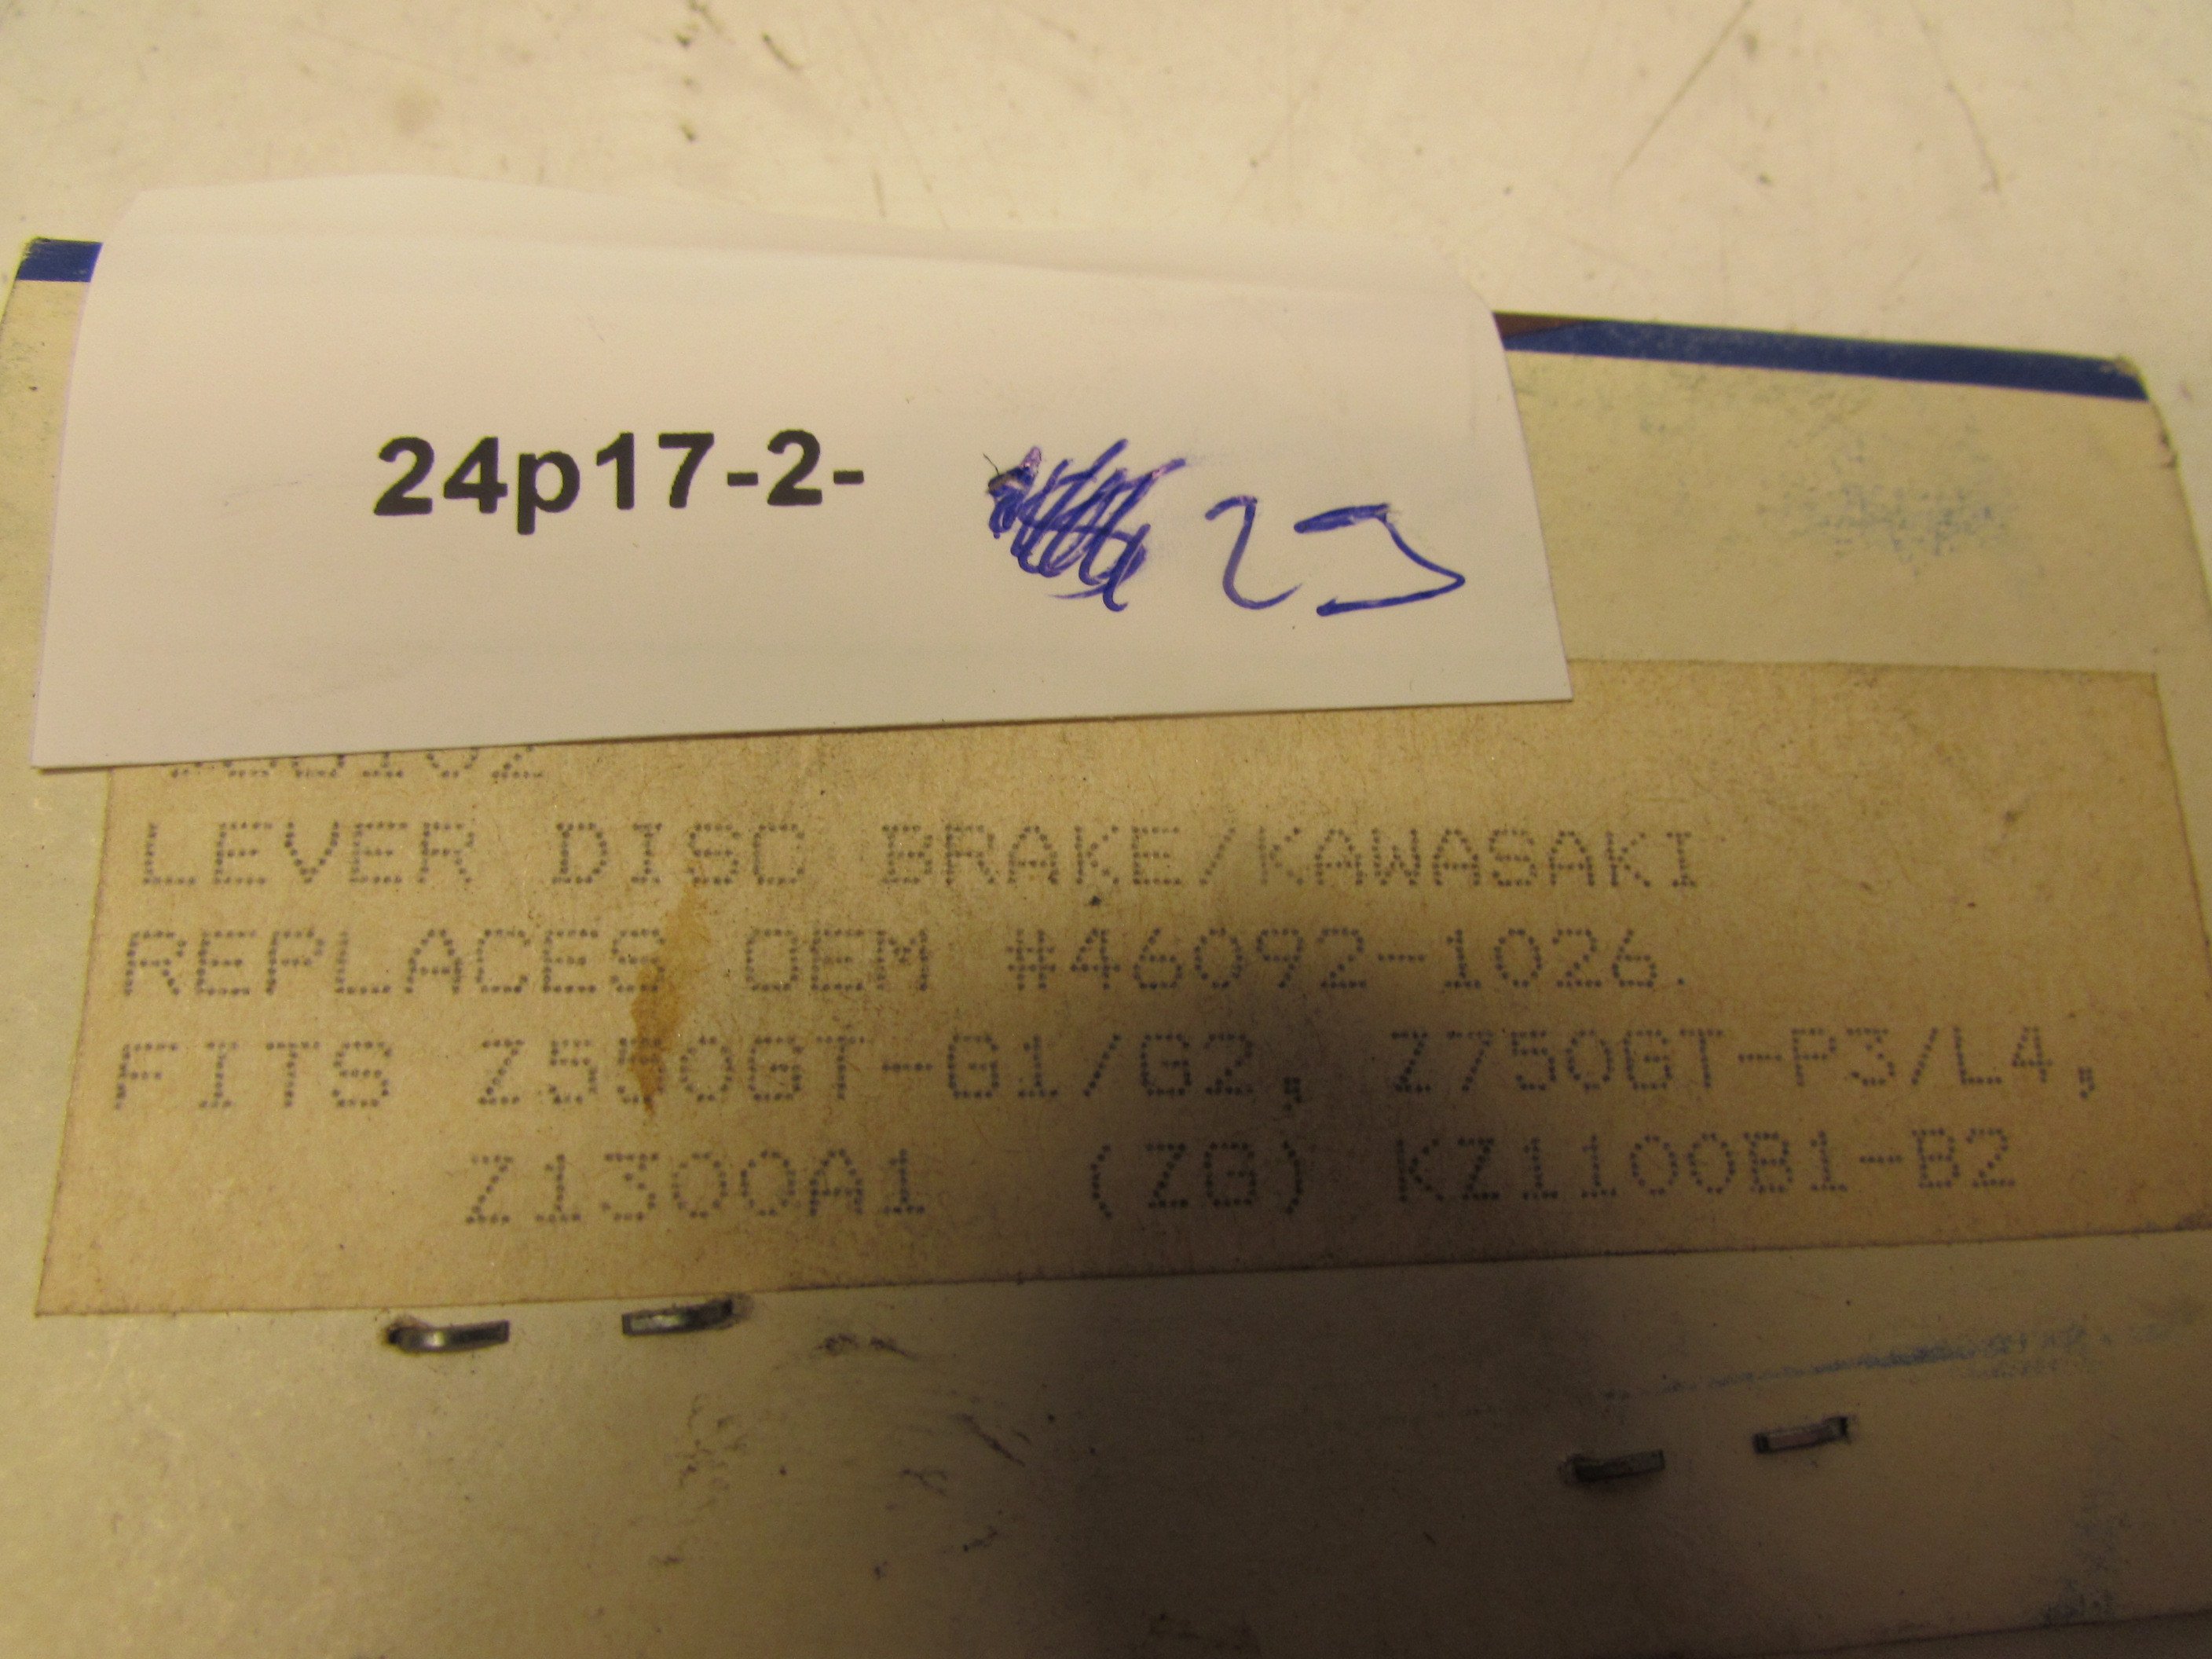 24p17-2- 23
LEVER DISC BRAKE/KAWASAKI
REPLACES OEM #46092-1026.
FITS Z550GT-G1/G2, Z750GT-P3/L4,
Z1300A1 (ZG) KZ1100B1-B2